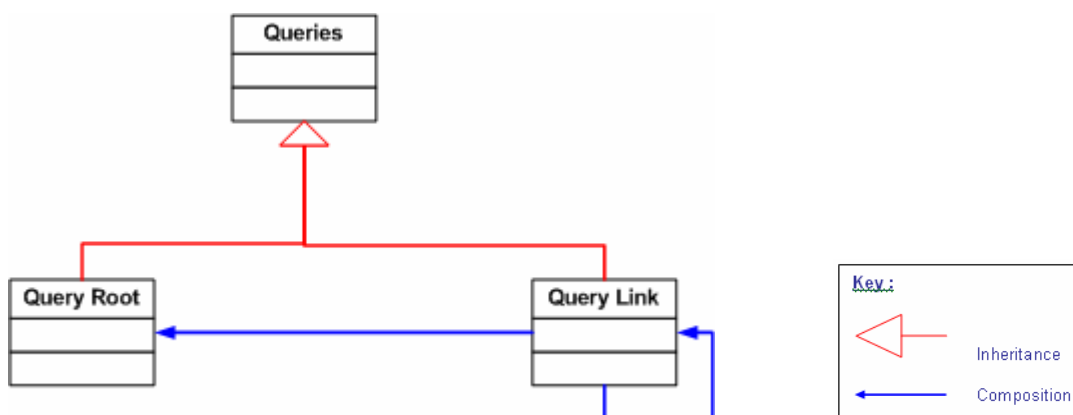 Queries
Query Root
Query Link
Key :
Inheritance
Composition